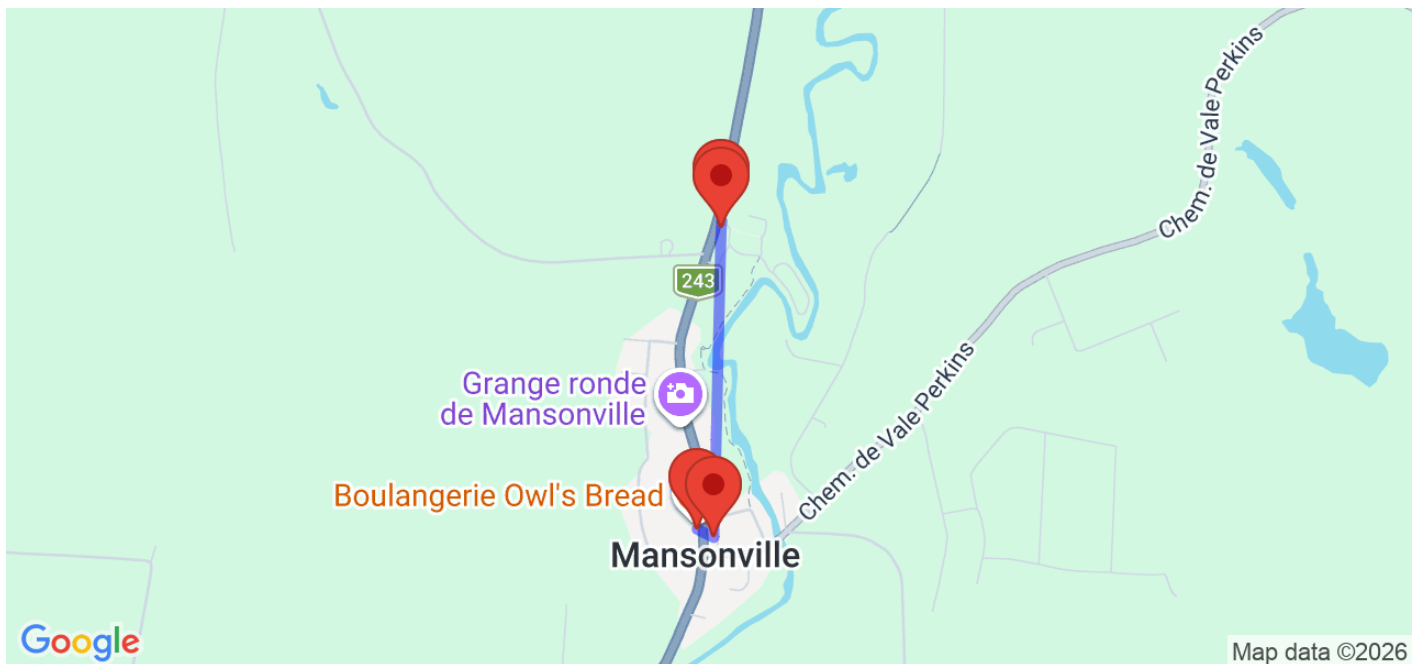 Chem. de Vale Perkins
243
Grange ronde
de Mansonville
Chem. de Vale Perkins
Boulangerie Owl's Bread
Mansonville
Google
Map data ©2026